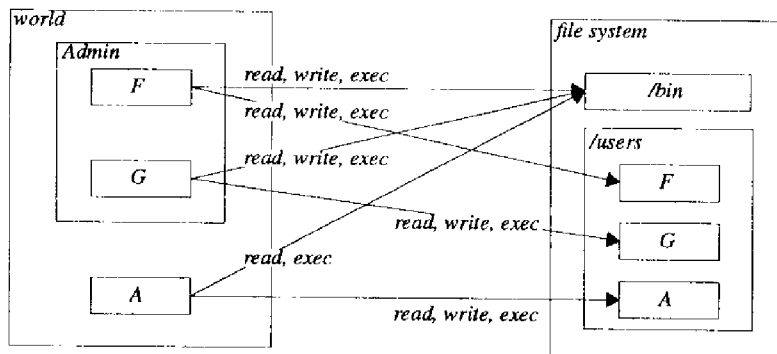 world
file system
Admin
F
read, write, exec
/bin
read, write, exec
/users
read, write, exec
G
F
read, write, exec
G
read, exec
A
A
read, write, exec